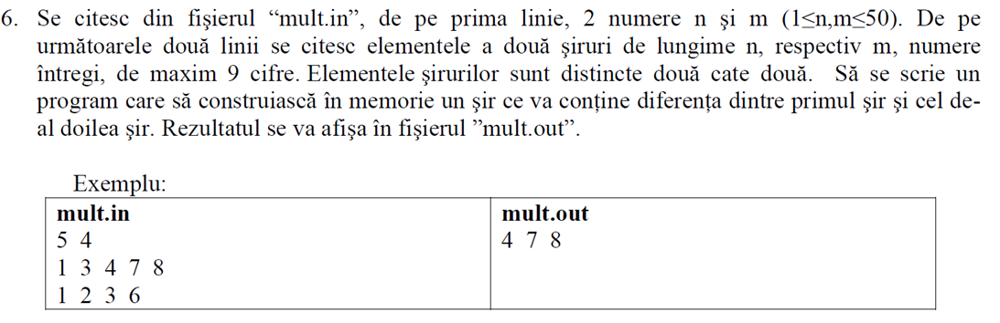 6. Se citesc din fişierul “mult.in”, de pe prima linie, 2 numere n şi m (1≤n,m≤50). De pe
următoarele două linii se citesc elementele a două şiruri de lungime n, respectiv m, numere
întregi, de maxim 9 cifre. Elementele şirurilor sunt distincte două cate două. Să se scrie un
program care să construiască în memorie un şir ce va conține diferența dintre primul şir şi cel de-
al doilea şir. Rezultatul se va afişa în fişierul ”mult.out”.
Exemplu:
mult.in
5 4
1 3 4 7 8
1 2 3 6
mult.out
4 7 8